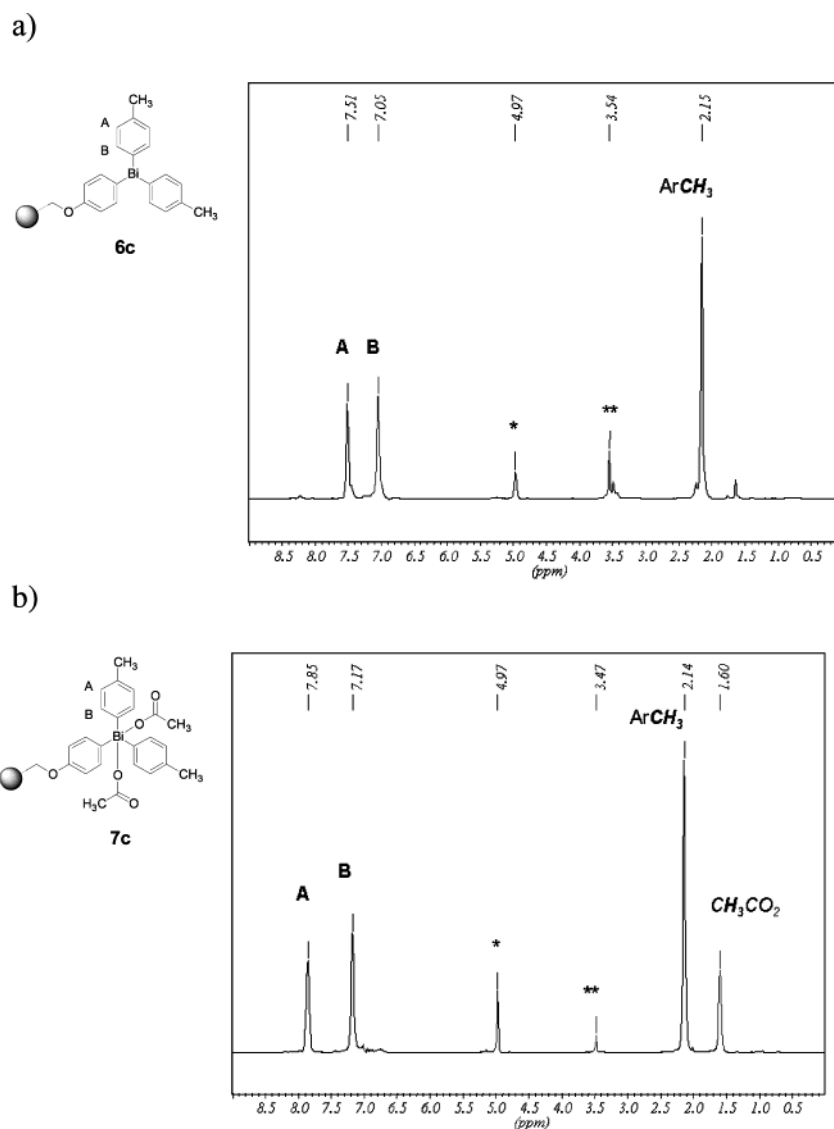 a)
7.51 7.05 4.97 3.54 2.15
CH3
A
B
Bi
O
CH3
6c
ArCH3
A B
*
**
8.5 8.0 7.5 7.0 6.5 6.0 5.5 5.0 4.5 4.0 3.5 3.0 2.5 2.0 1.5 1.0 0.5
(ppm)
b)
7.85 7.17 4.97 3.47 2.14 1.60
CH3
A
B
O
O
CH3
Bi
O
O
CH3
CH3
O
7c
ArCH3
A
B
*
**
CH3CO2
8.5 8.0 7.5 7.0 6.5 6.0 5.5 5.0 4.5 4.0 3.5 3.0 2.5 2.0 1.5 1.0 0.5
(ppm)